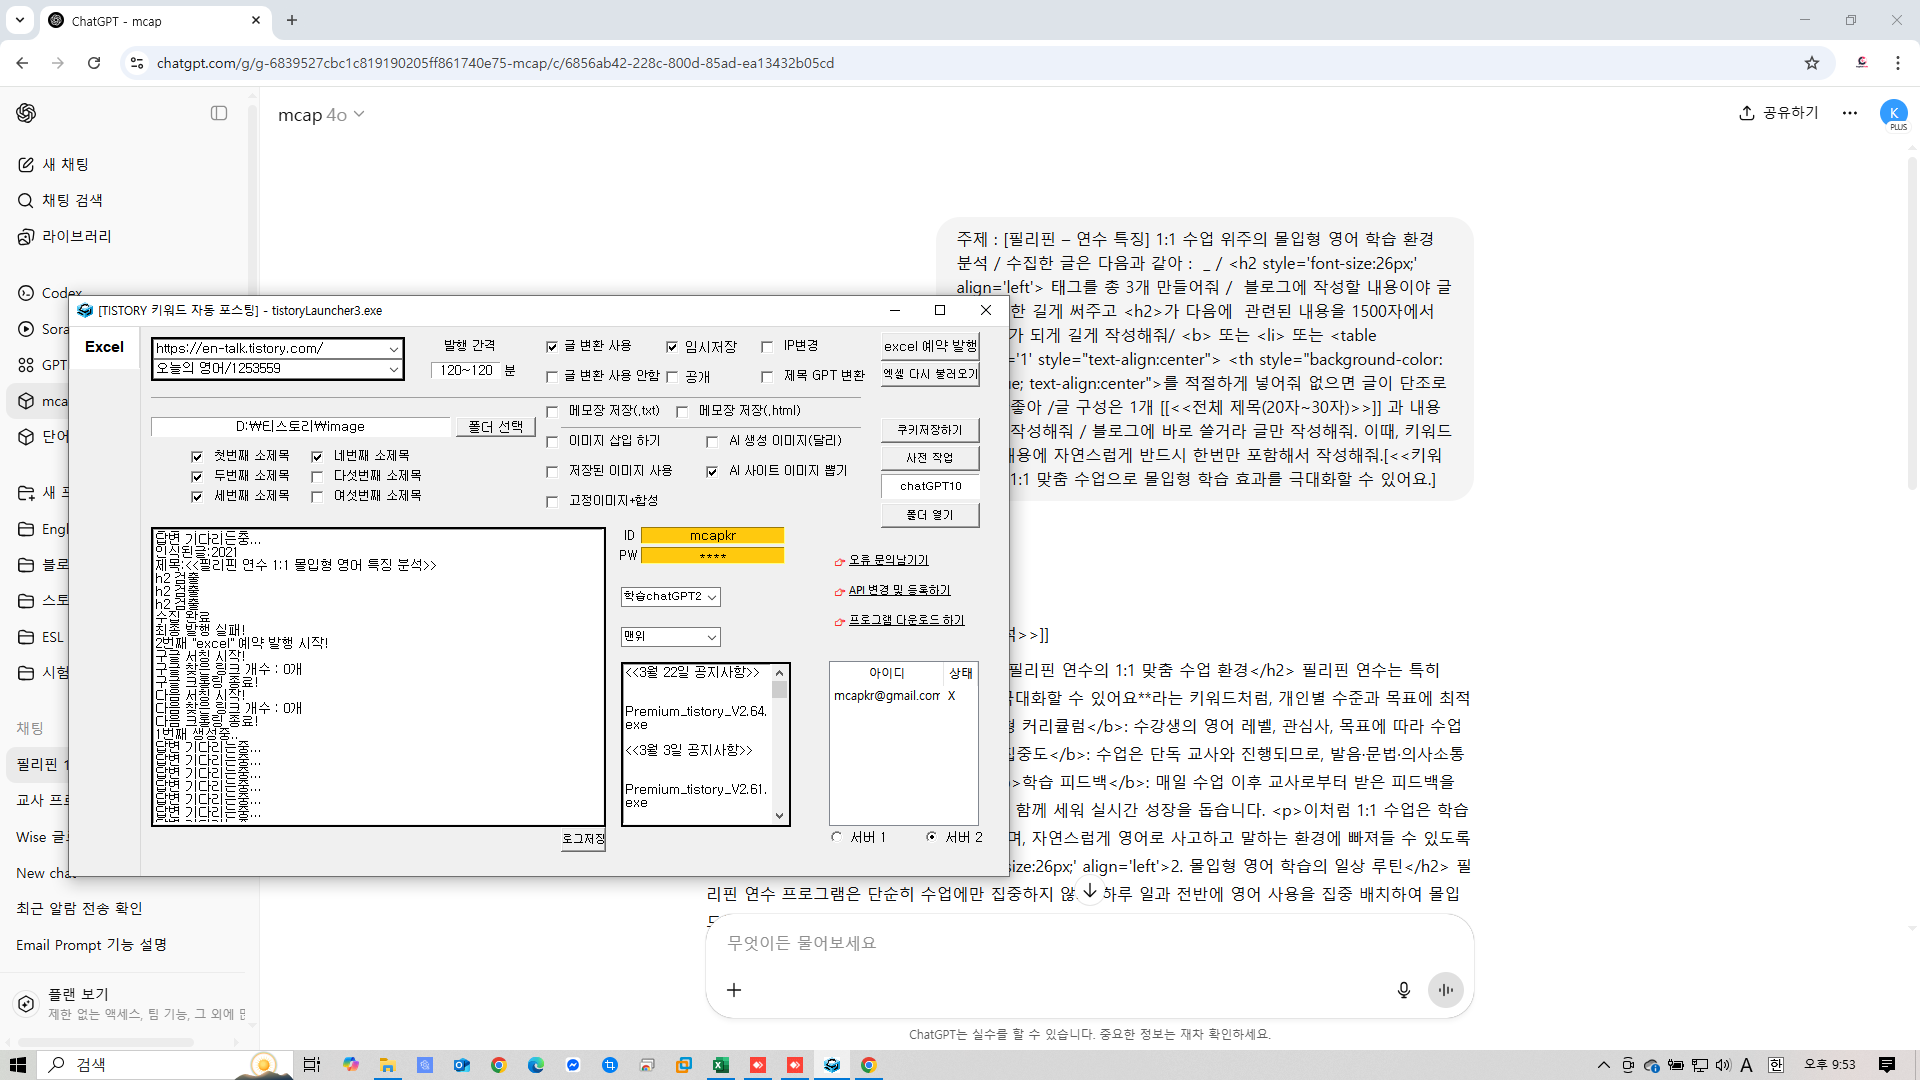 ChatGPT - mcap
chatgpt.com/g/g-6839527cbc1c819190205ff861740e75-mcap/c/6856ab42-228c-800d-85ad-ea13432b05cd
mcap 4o
공유하기
K
PLUS
새 채팅
채팅 검색
라이브러리
Codex
Sora
GPT
mca
단어
새 프
Engl
블로
스토
ESL
시험
채팅
필리핀 1
교사 프로
Wise 글로
New chat
최근 알람 전송 확인
Email Prompt 기능 설명
플랜 보기
제한 없는 액세스, 팀 기능, 그 외에 많
주제 : [필리핀 – 연수 특징] 1:1 수업 위주의 몰입형 영어 학습 환경
분석 / 수집한 글은 다음과 같아 : _ / <h2 style='font-size:26px;'
align='left'> 태그를 총 3개 만들어줘 / 블로그에 작성할 내용이야 글
한 길게 써주고 <h2>가 다음에 관련된 내용을 1500자에서
가 되게 길게 작성해줘/ <b> 또는 <li> 또는 <table
='1' style="text-align:center"> <th style="background-color:
ue; text-align:center">를 적절하게 넣어줘 없으면 글이 단조로
좋아 /글 구성은 1개 [[<<전체 제목(20자~30자)>>]] 과 내용
작성해줘 / 블로그에 바로 쓸거라 글만 작성해줘. 이때, 키워드
내용에 자연스럽게 반드시 한번만 포함해서 작성해줘.[<<키워
1:1 맞춤 수업으로 몰입형 학습 효과를 극대화할 수 있어요.]
[TISTORY 키워드 자동 포스팅] - tistoryLauncher3.exe
Excel
https://en-talk.tistory.com/
오늘의 영어/1253559
발행 간격
120~120 분
글 변환 사용
임시저장
IP변경
글 변환 사용 안함
공개
제목 GPT 변환
excel 예약 발행
엑셀 다시 불러오기
메모장 저장(.txt)
메모장 저장(.html)
D:₩티스토리₩image
폴더 선택
이미지 삽입 하기
AI 생성 이미지(달리)
저장된 이미지 사용
AI 사이트 이미지 뽑기
고정이미지+합성
첫번째 소제목
네번째 소제목
두번째 소제목
다섯번째 소제목
세번째 소제목
여섯번째 소제목
쿠키저장하기
사전 작업
chatGPT10
폴더 열기
답변 기다리는중...
인식된글:2021
제목:<<필리핀 연수 1:1 몰입형 영어 특징 분석>>
h2 검출
h2 검출
h2 검출
수집 완료
최종 발행 실패!
2번째 "excel" 예약 발행 시작!
구글 서칭 시작!
구글 찾은 링크 개수 : 0개
구글 크롤링 종료!
다음 서칭 시작!
다음 찾은 링크 개수 : 0개
다음 크롤링 종료!
1번째 생성중..
답변 기다리는중...
답변 기다리는중...
답변 기다리는중...
답변 기다리는중...
답변 기다리는중...
답변 기다리는중...
로그저장
ID mcapkr
PW ****
학습chatGPT2
맨위
오류 문의남기기
API 변경 및 등록하기
프로그램 다운로드 하기
<<3월 22일 공지사항>>
Premium_tistory_V2.64.
exe
<<3월 3일 공지사항>>
Premium_tistory_V2.61.
exe
아이디 상태
mcapkr@gmail.com X
서버 1
서버 2
석>>]]
필리핀 연수의 1:1 맞춤 수업 환경</h2> 필리핀 연수는 특히
극대화할 수 있어요**라는 키워드처럼, 개인별 수준과 목표에 최적
형 커리큘럼</b>: 수강생의 영어 레벨, 관심사, 목표에 따라 수업
집중도</b>: 수업은 단독 교사와 진행되므로, 발음·문법·의사소통
>학습 피드백</b>: 매일 수업 이후 교사로부터 받은 피드백을
함께 세워 실시간 성장을 돕습니다. <p>이처럼 1:1 수업은 학습
며, 자연스럽게 영어로 사고하고 말하는 환경에 빠져들 수 있도록
size:26px;' align='left'>2. 몰입형 영어 학습의 일상 루틴</h2> 필
리핀 연수 프로그램은 단순히 수업에만 집중하지 않 하루 일과 전반에 영어 사용을 집중 배치하여 몰입
무엇이든 물어보세요
ChatGPT는 실수를 할 수 있습니다. 중요한 정보는 재차 확인하세요.
검색
A
한
오후 9:53